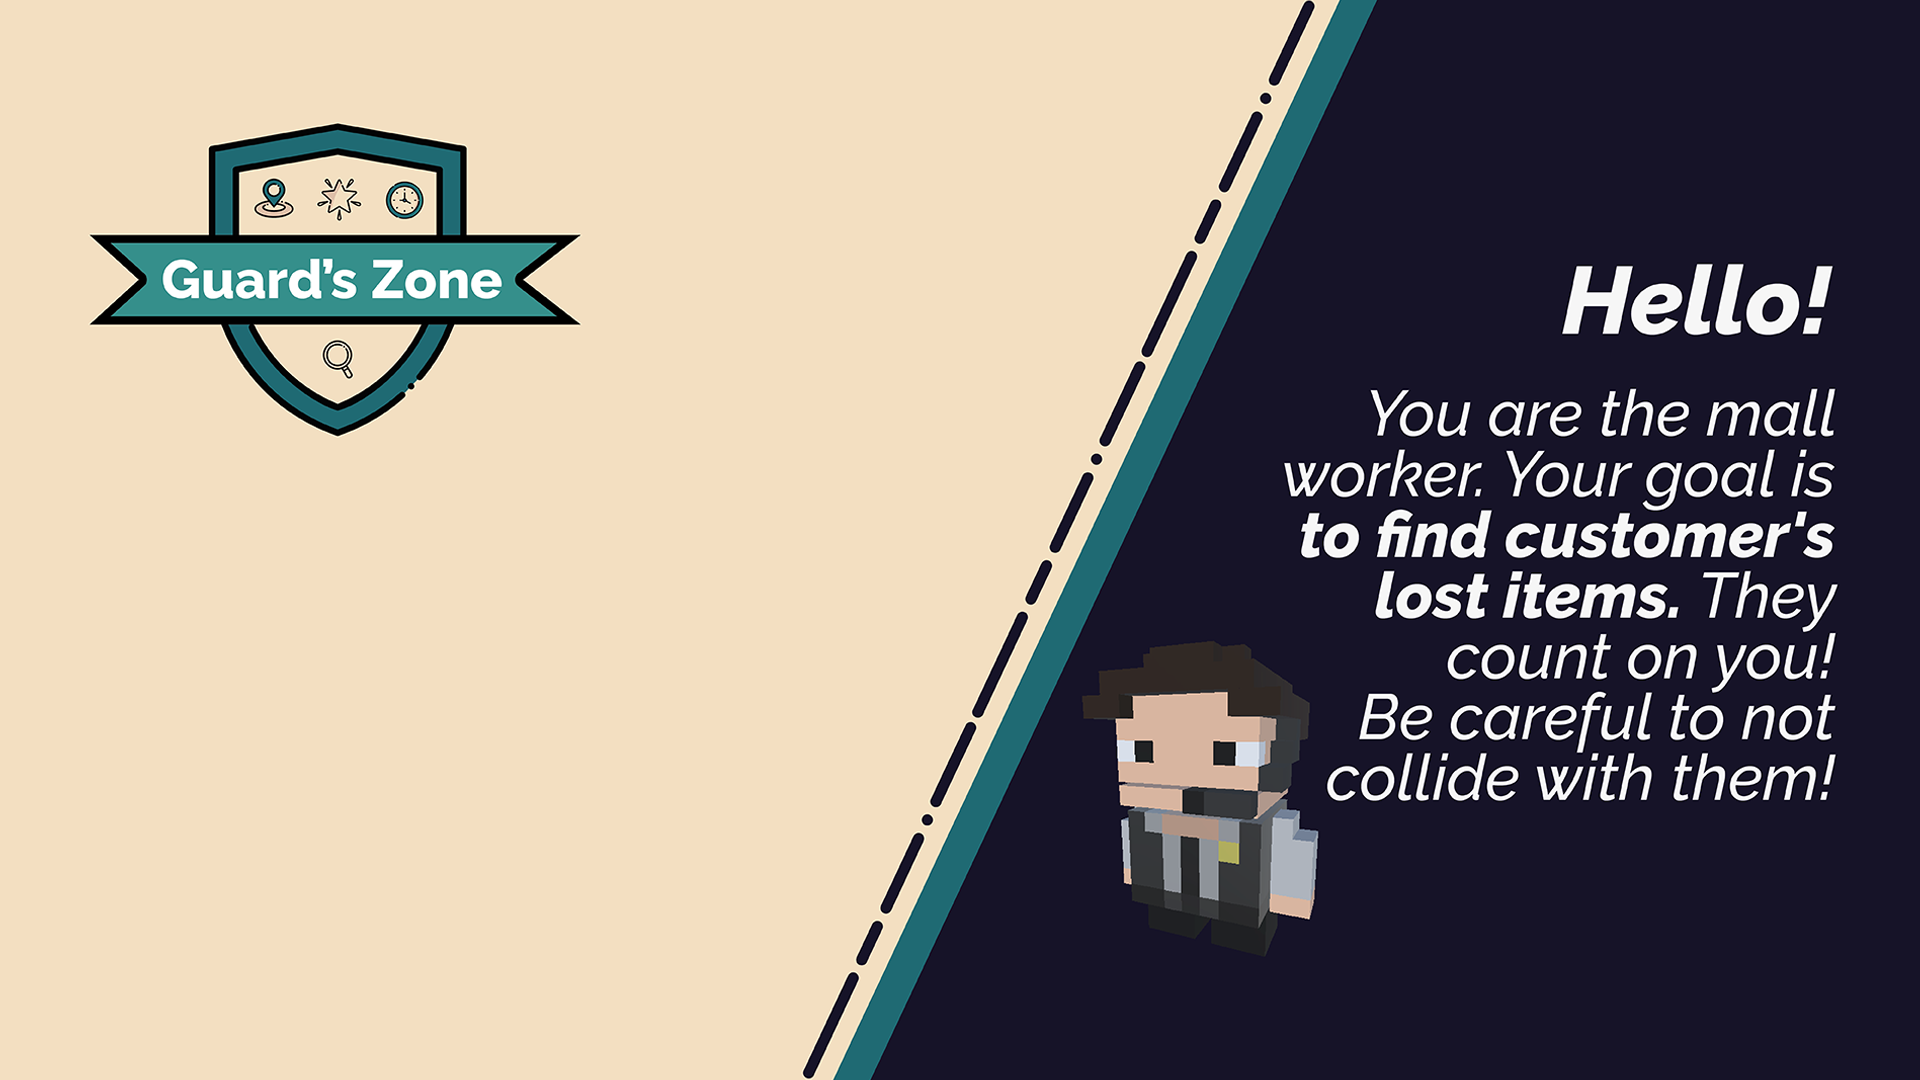 Guard’s Zone
Hello!
You are the mall
worker. Your goal is
to find customer's
lost items. They
count on you!
Be careful to not
collide with them!